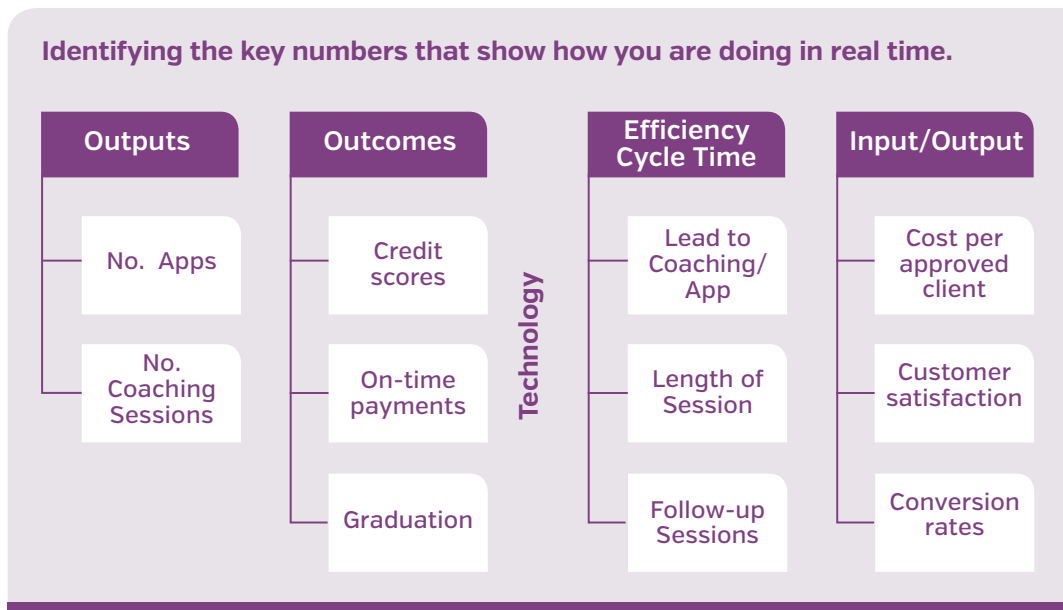 Identifying the key numbers that show how you are doing in real time.
Outputs
No. Apps
No.
Coaching
Sessions
Outcomes
Credit
scores
On-time
payments
Graduation
Technology
Efficiency
Cycle Time
Lead to
Coaching/
App
Length of
Session
Follow-up
Sessions
Input/Output
Cost per
approved
client
Customer
satisfaction
Conversion
rates